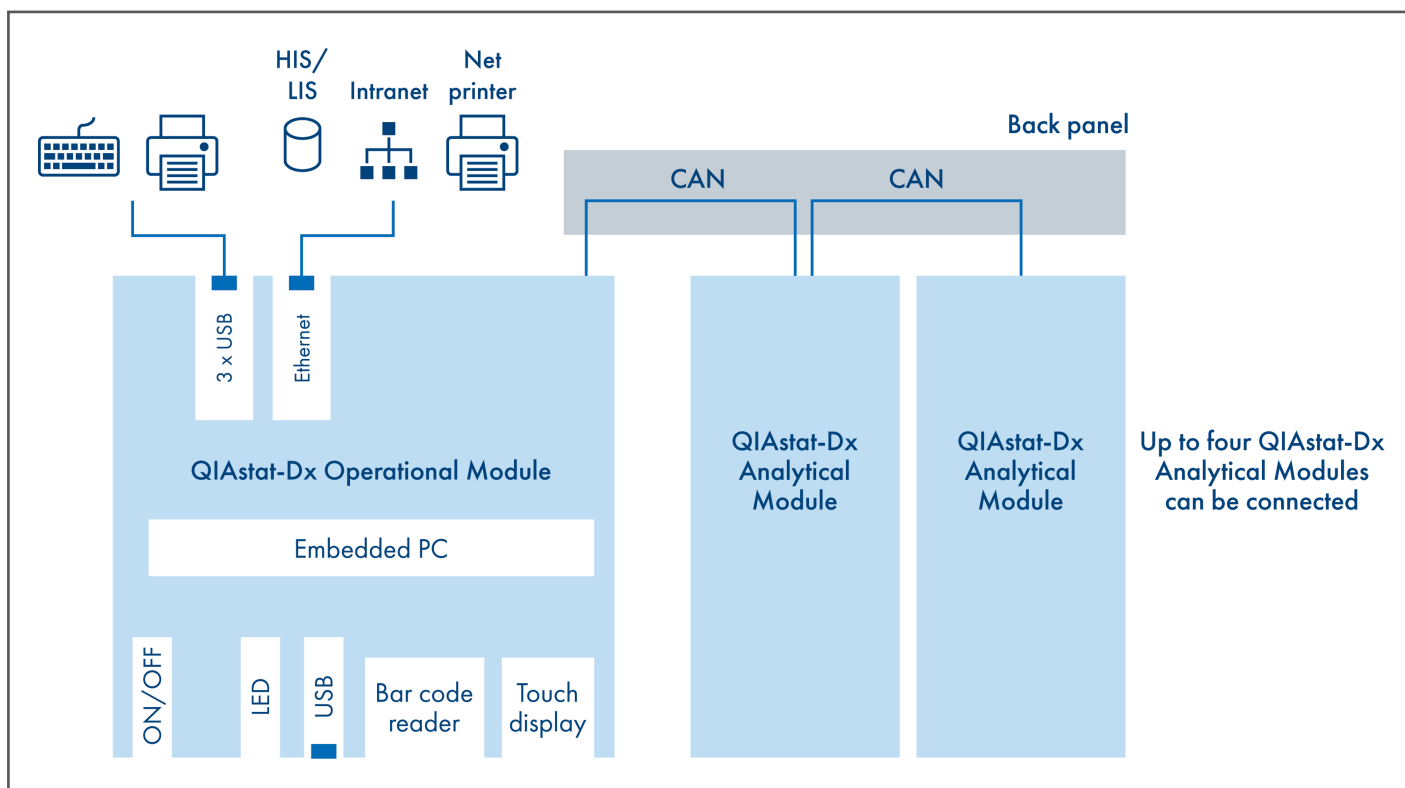 HIS/
LIS
Intranet
Net
printer
Back panel
CAN
CAN
3 x USB
Ethernet
QIAstat-Dx Operational Module
Embedded PC
ON/OFF
LED
USB
Bar code
reader
Touch
display
QIAstat-Dx
Analytical
Module
QIAstat-Dx
Analytical
Module
Up to four QIAstat-Dx
Analytical Modules
can be connected